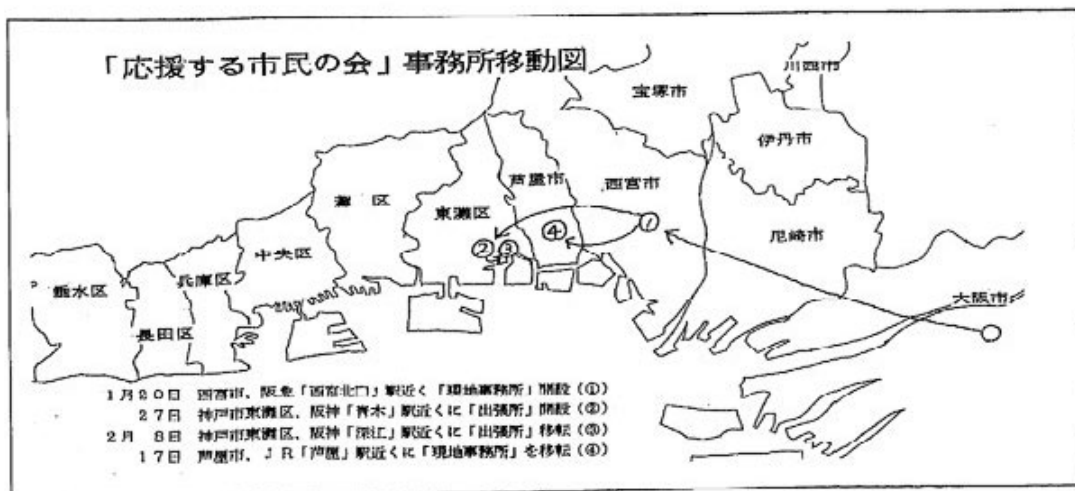 「応援する市民の会」事務所移動図
川西市
宝塚市
伊丹市
芦屋市
西宮市
灘区
東灘区
尼崎市
中央区
兵庫区
垂水区
長田区
大阪市
①
②
③
④
1月20日 西宮市、阪急「西宮北口」駅近く「現地事務所」開設(①)
27日 神戸市東灘区、阪神「青木」駅近くに「出張所」開設(②)
2月 8日 神戸市東灘区、阪神「深江」駅近くに「出張所」移転(③)
17日 芦屋市、JR「芦屋」駅近くに「現地事務所」を移転(④)